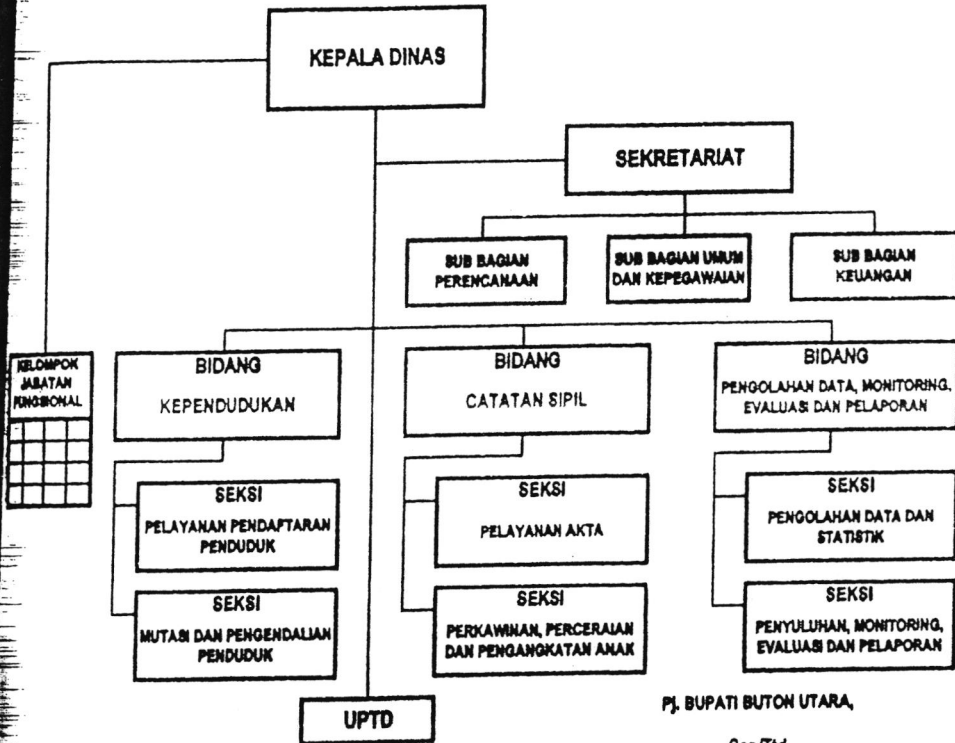 KEPALA DINAS
SEKRETARIAT
SUB BAGIAN
PERENCANAAN
SUB BAGIAN UMUM
DAN KEPEGAWAIAN
SUB BAGIAN
KEUANGAN
KELOMPOK
JABATAN
FUNGSIONAL
BIDANG
KEPENDUDUKAN
BIDANG
CATATAN SIPIL
BIDANG
PENGOLAHAN DATA, MONITORING,
EVALUASI DAN PELAPORAN
SEKSI
PELAYANAN PENDAFTARAN
PENDUDUK
SEKSI
PELAYANAN AKTA
SEKSI
PENGOLAHAN DATA DAN
STATISTIK
SEKSI
MUTASI DAN PENGENDALIAN
PENDUDUK
SEKSI
PERKAWINAN, PERCERAIAN
DAN PENGANGKATAN ANAK
SEKSI
PENYULUHAN, MONITORING,
EVALUASI DAN PELAPORAN
UPTD
Pj. BUPATI BUTON UTARA,